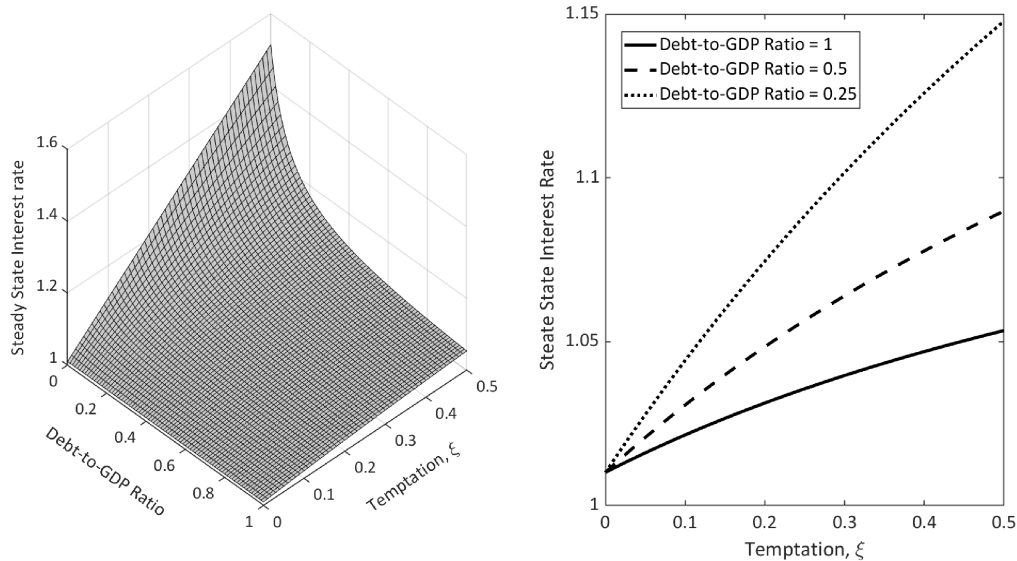 Steady State Interest rate
1.6
1.4
1.2
1
0
0.2
0.4
0.6
0.8
1
Debt-to-GDP Ratio
0
0.1
0.2
0.3
0.4
0.5
Temptation, ξ
Steate State Interest Rate
1.15
1.1
1.05
1
Debt-to-GDP Ratio = 1
Debt-to-GDP Ratio = 0.5
Debt-to-GDP Ratio = 0.25
0 0.1 0.2 0.3 0.4 0.5
Temptation, ξ